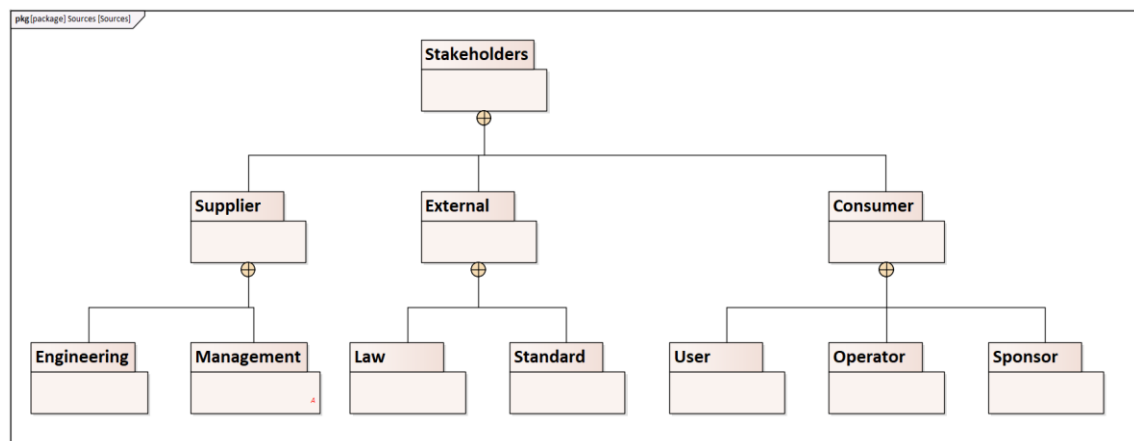 pkg [package] Sources [Sources]
Stakeholders
Supplier
External
Consumer
Engineering
Management
Law
Standard
User
Operator
Sponsor